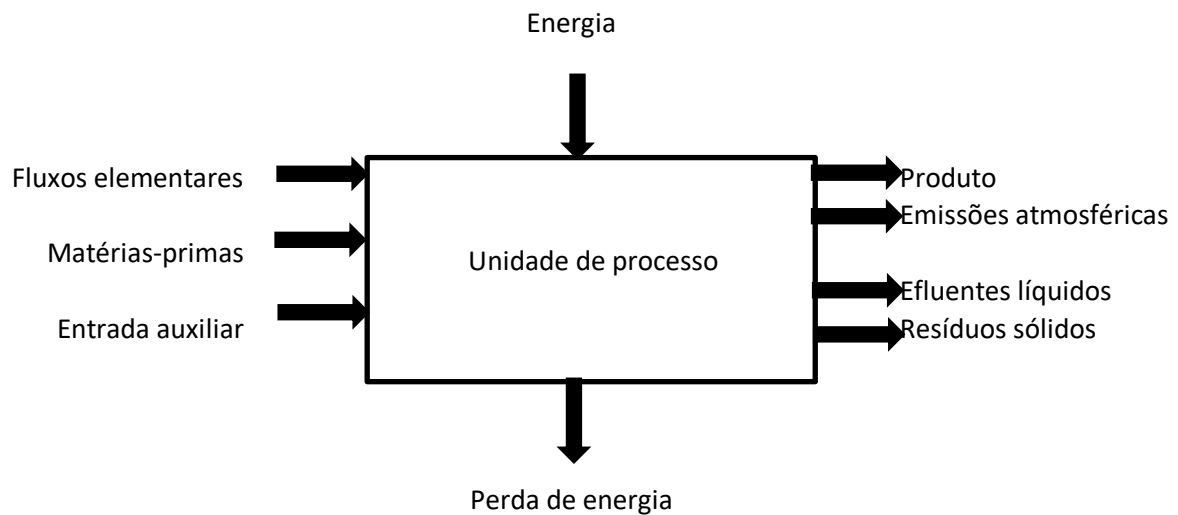 Energia
Fluxos elementares
Produto
Emissões atmosféricas
Matérias-primas
Unidade de processo
Efluentes líquidos
Entrada auxiliar
Resíduos sólidos
Perda de energia